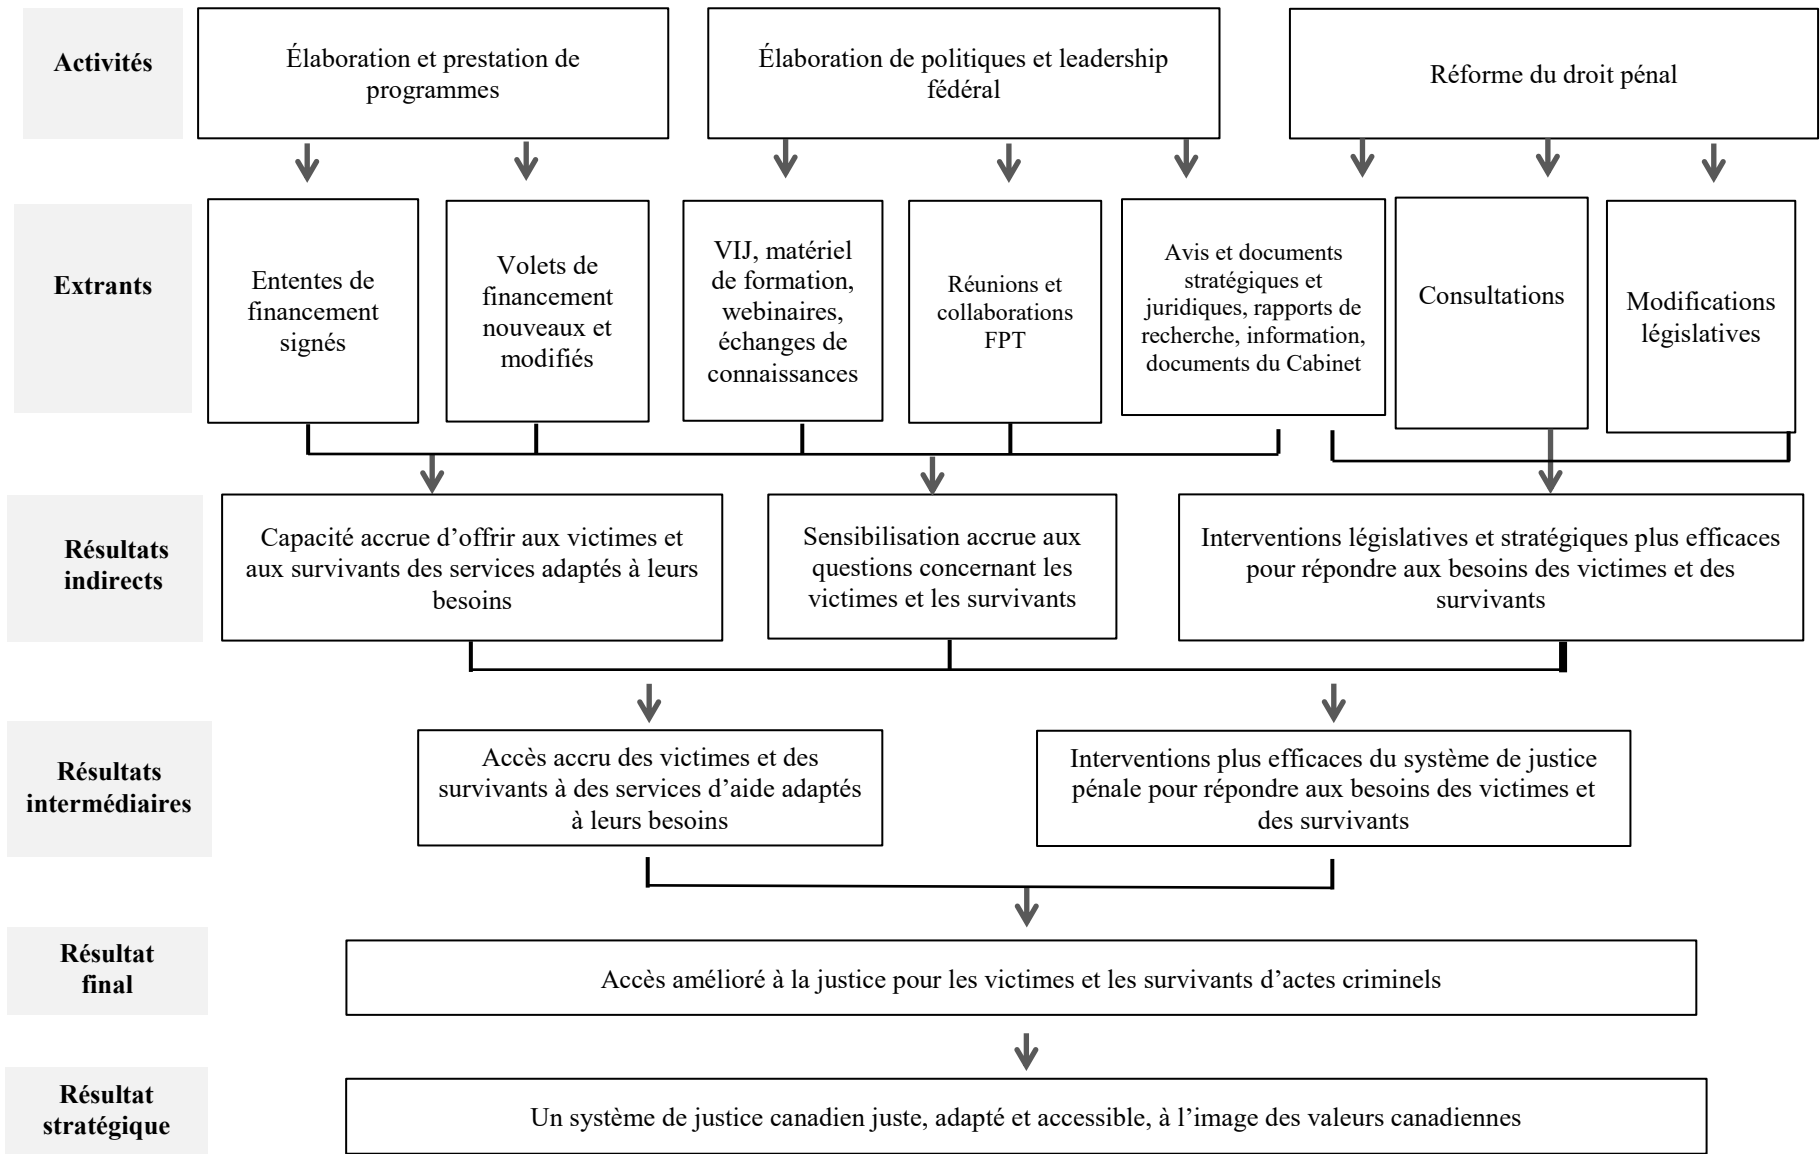 Activités
Élaboration et prestation de
programmes
Élaboration de politiques et leadership
fédéral
Réforme du droit pénal
Extrants
Ententes de
financement
signés
Volets de
financement
nouveaux et
modifiés
VIJ, matériel
de formation,
webinaires,
échanges de
connaissances
Réunions et
collaborations
FPT
Avis et documents
stratégiques et
juridiques, rapports de
recherche, information,
documents du Cabinet
Consultations
Modifications
législatives
Résultats
indirects
Capacité accrue d’offrir aux victimes et
aux survivants des services adaptés à leurs
besoins
Sensibilisation accrue aux
questions concernant les
victimes et les survivants
Interventions législatives et stratégiques plus efficaces
pour répondre aux besoins des victimes et des
survivants
Résultats
intermédiaires
Accès accru des victimes et des
survivants à des services d’aide adaptés
à leurs besoins
Interventions plus efficaces du système de justice
pénale pour répondre aux besoins des victimes et
des survivants
Résultat
final
Accès amélioré à la justice pour les victimes et les survivants d’actes criminels
Résultat
stratégique
Un système de justice canadien juste, adapté et accessible, à l’image des valeurs canadiennes